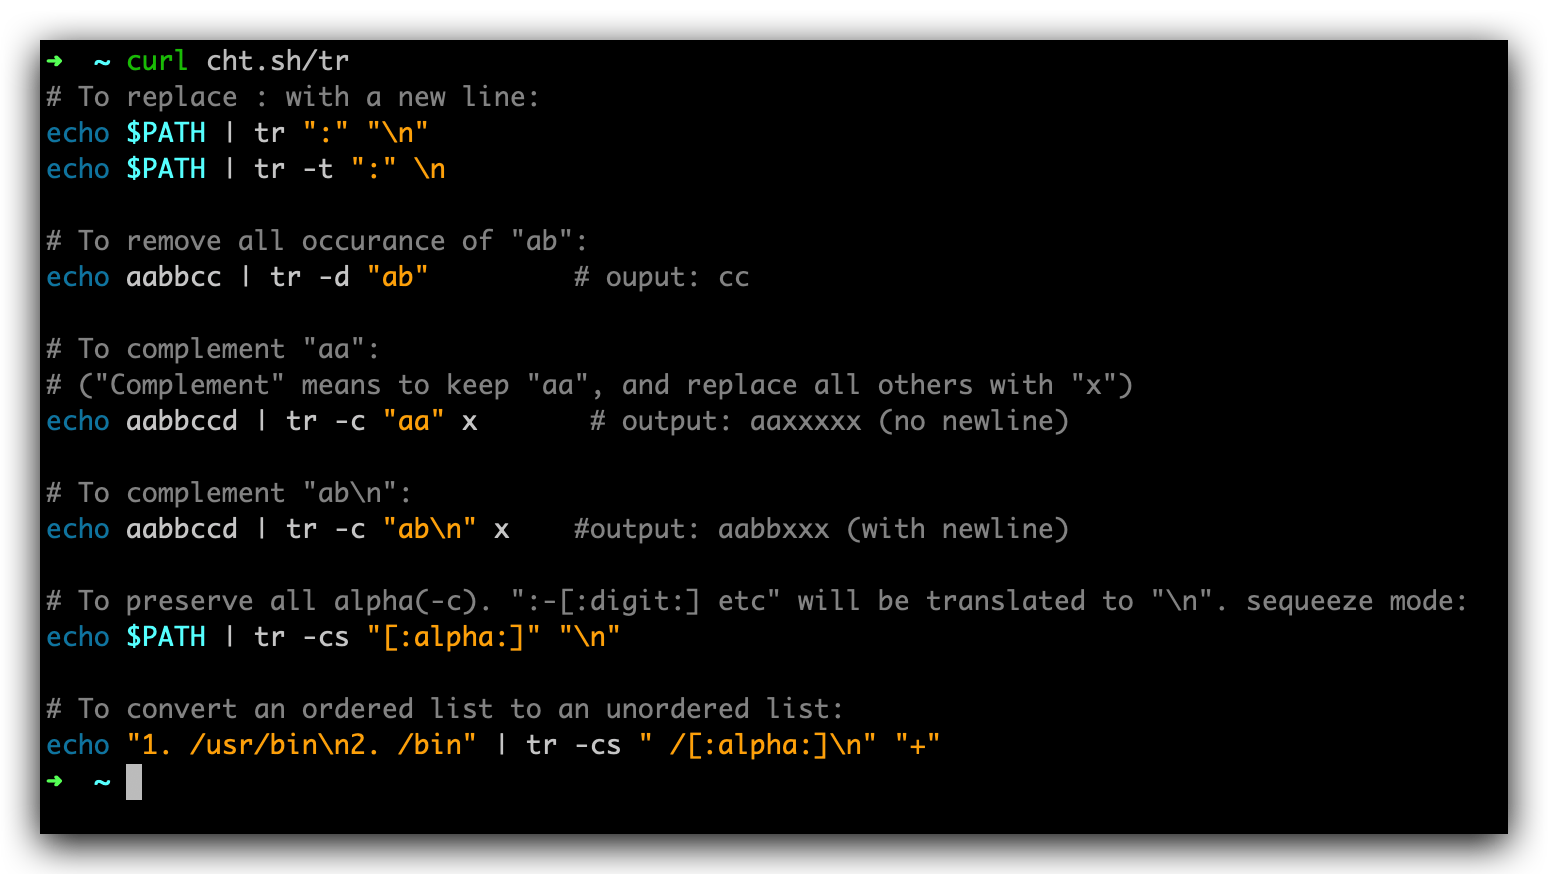 ➜  ~ curl cht.sh/tr
# To replace : with a new line:
echo $PATH | tr ":" "\n"
echo $PATH | tr -t ":" \n
# To remove all occurance of "ab":
echo aabbcc | tr -d "ab"         # ouput: cc
# To complement "aa":
# ("Complement" means to keep "aa", and replace all others with "x")
echo aabbccd | tr -c "aa" x       # output: aaxxxxx (no newline)
# To complement "ab\n":
echo aabbccd | tr -c "ab\n" x    #output: aabbxxx (with newline)
# To preserve all alpha(-c). ":-[:digit:] etc" will be translated to "\n". sequeeze mode:
echo $PATH | tr -cs "[:alpha:]" "\n"
# To convert an ordered list to an unordered list:
echo "1. /usr/bin\n2. /bin" | tr -cs " /[:alpha:]\n" "+"
➜  ~